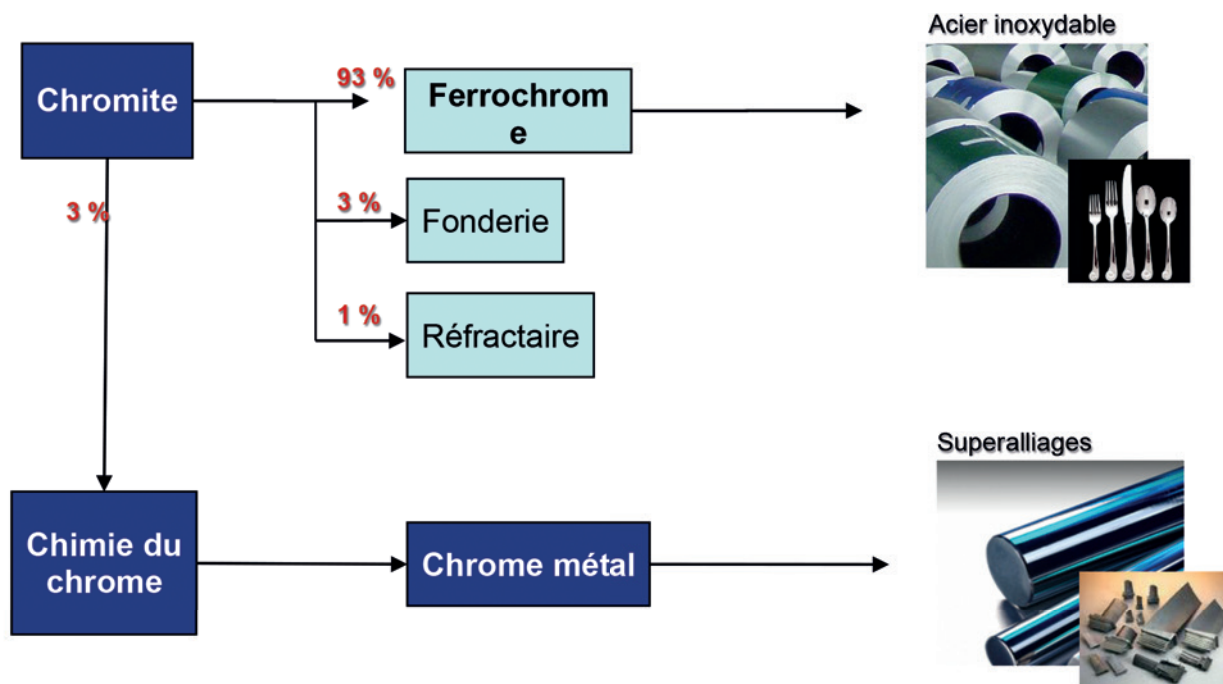 Acier inoxydable
Chromite
93 %
Ferrochrom
e
3 %
3 %
Fonderie
1 %
Réfractaire
Superalliages
Chimie du
chrome
Chrome métal